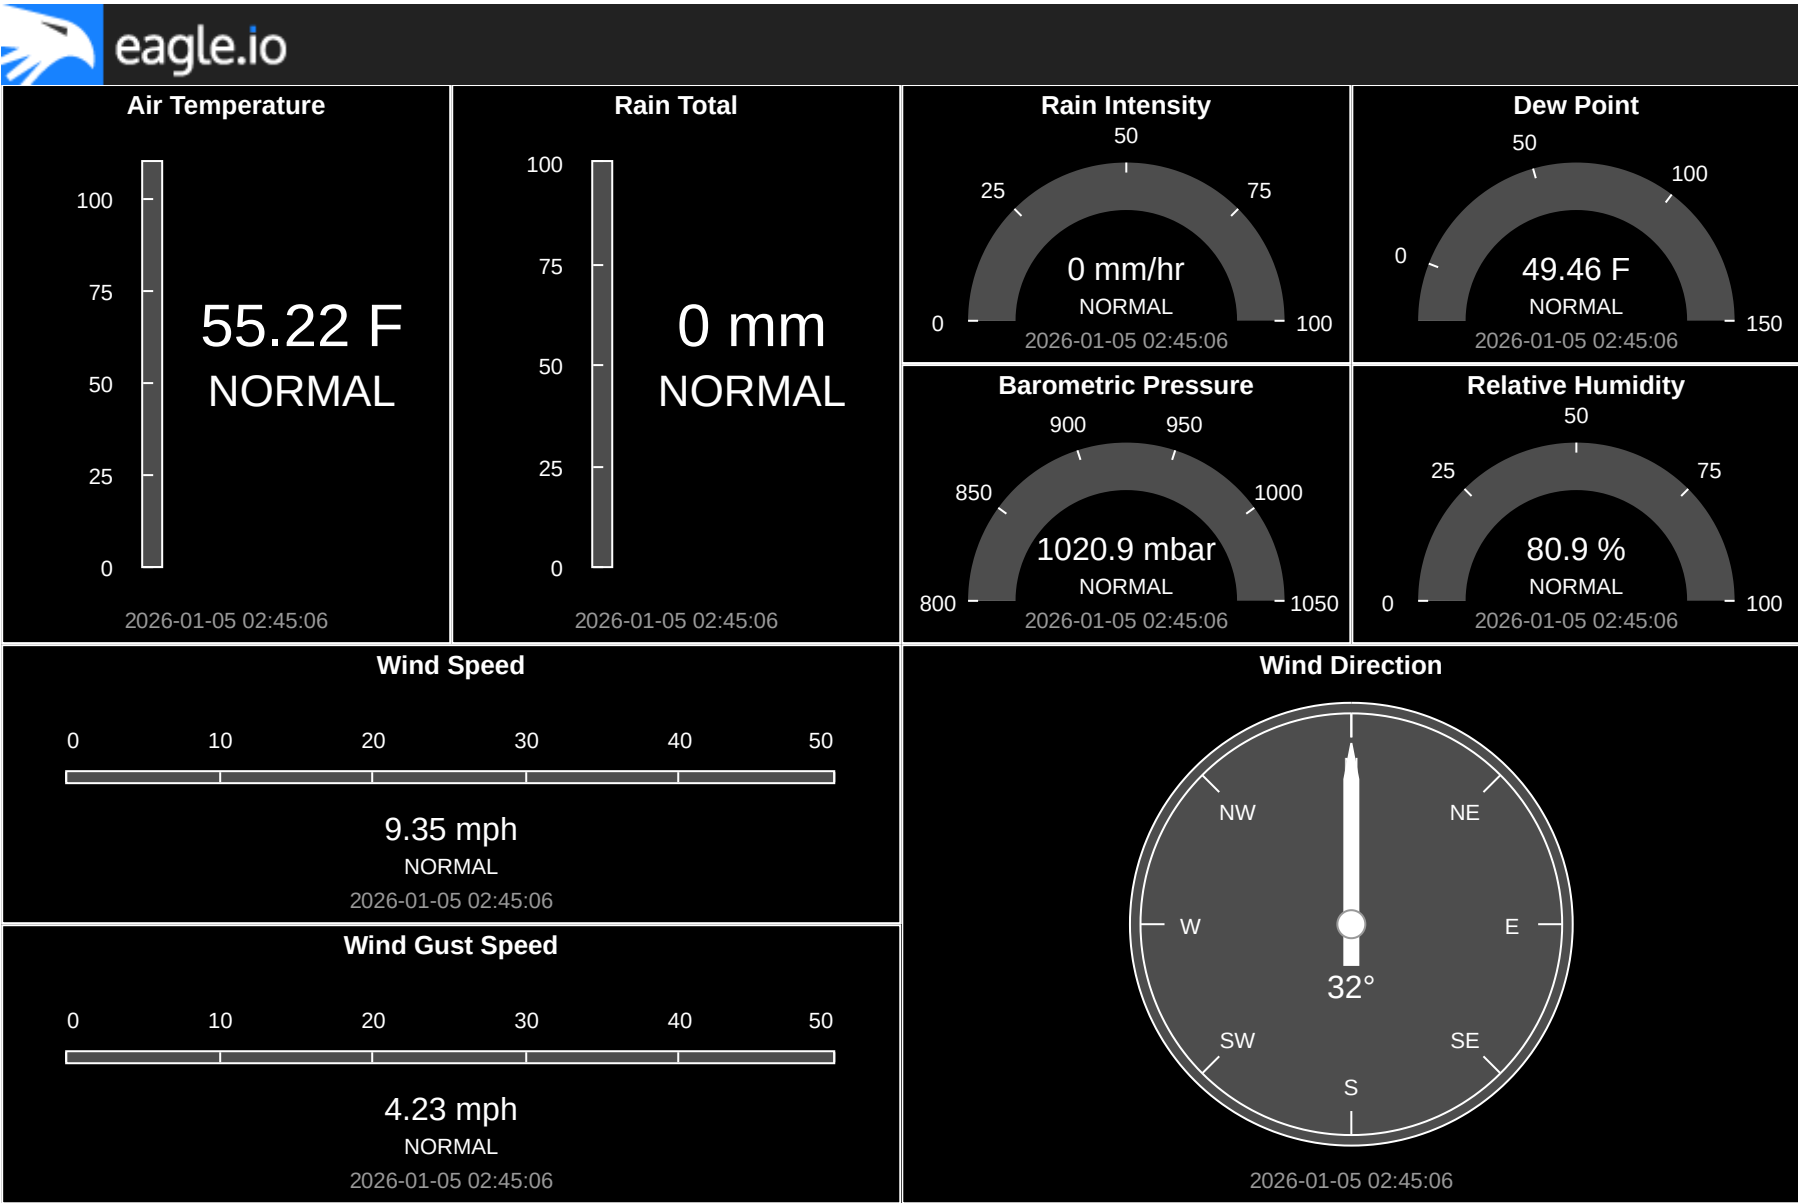 eagle.io
Air Temperature
100
75
50
25
0
55.22 F
NORMAL
2026-01-05 02:45:06
Rain Total
100
75
50
25
0
0 mm
NORMAL
2026-01-05 02:45:06
Rain Intensity
0
25
50
75
100
0 mm/hr
NORMAL
2026-01-05 02:45:06
Dew Point
0
50
100
150
49.46 F
NORMAL
2026-01-05 02:45:06
Barometric Pressure
800
850
900
950
1000
1050
1020.9 mbar
NORMAL
2026-01-05 02:45:06
Relative Humidity
0
25
50
75
100
80.9 %
NORMAL
2026-01-05 02:45:06
Wind Speed
0 10 20 30 40 50
9.35 mph
NORMAL
2026-01-05 02:45:06
Wind Gust Speed
0 10 20 30 40 50
4.23 mph
NORMAL
2026-01-05 02:45:06
Wind Direction
NW NE
W E
32°
SW SE
S
2026-01-05 02:45:06